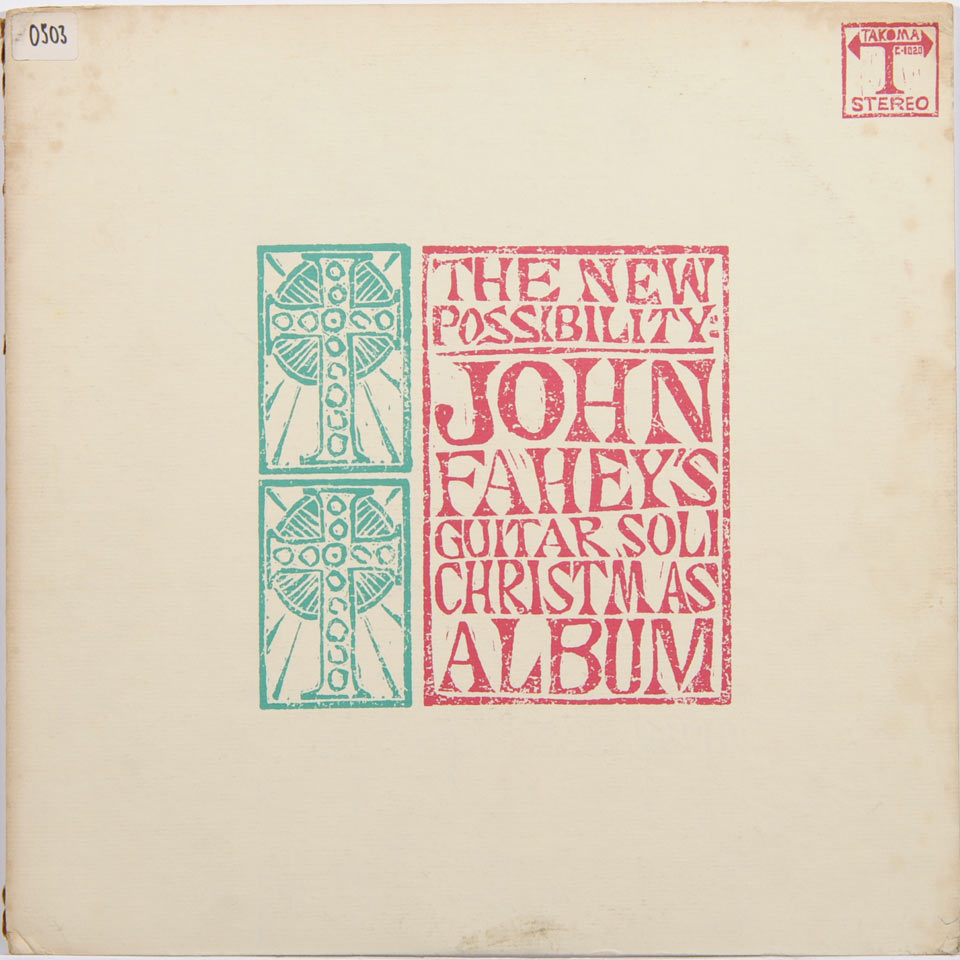 0503
TAKOMA
C-1020
T
STEREO
THE NEW
POSSIBILITY:
JOHN
FAHEY'S
GUITAR SOLI
CHRISTMAS
ALBUM